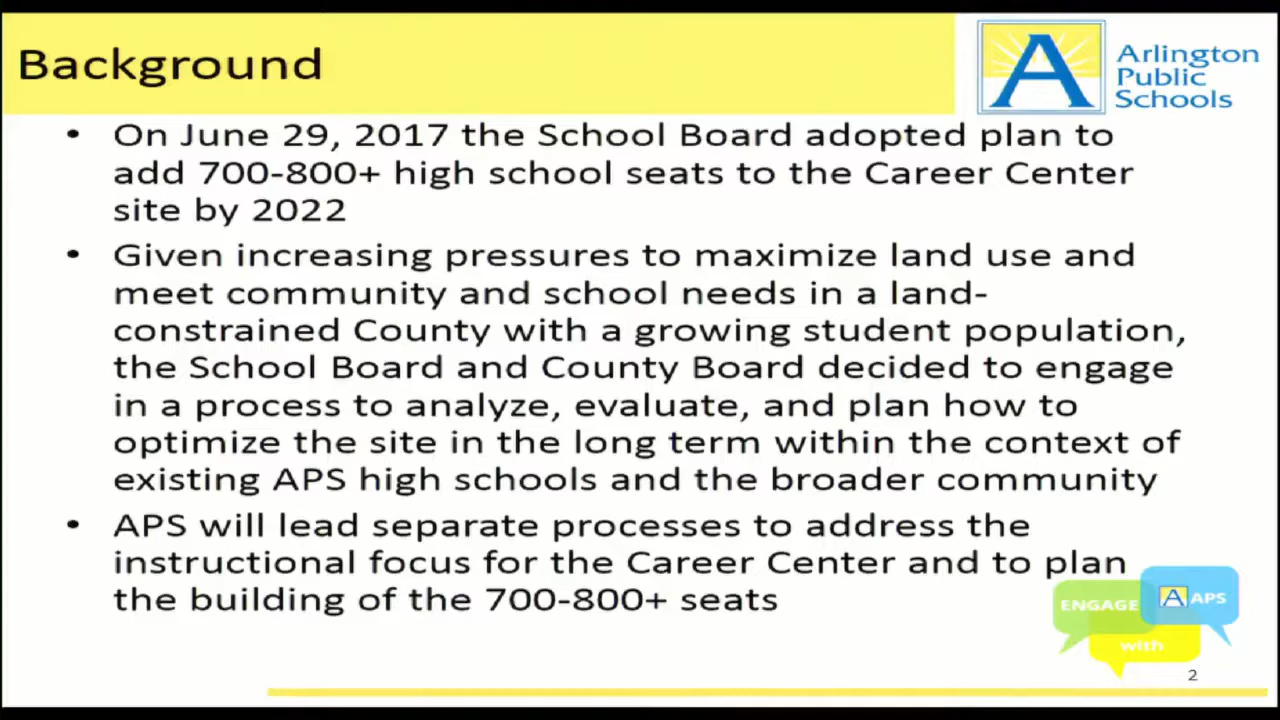 Background
Arlington
Public
Schools
• On June 29, 2017 the School Board adopted plan to
add 700-800+ high school seats to the Career Center
site by 2022
• Given increasing pressures to maximize land use and
meet community and school needs in a land-
constrained County with a growing student population,
the School Board and County Board decided to engage
in a process to analyze, evaluate, and plan how to
optimize the site in the long term within the context of
existing APS high schools and the broader community
• APS will lead separate processes to address the
instructional focus for the Career Center and to plan
the building of the 700-800+ seats
ENGAGE
A APS
with
2